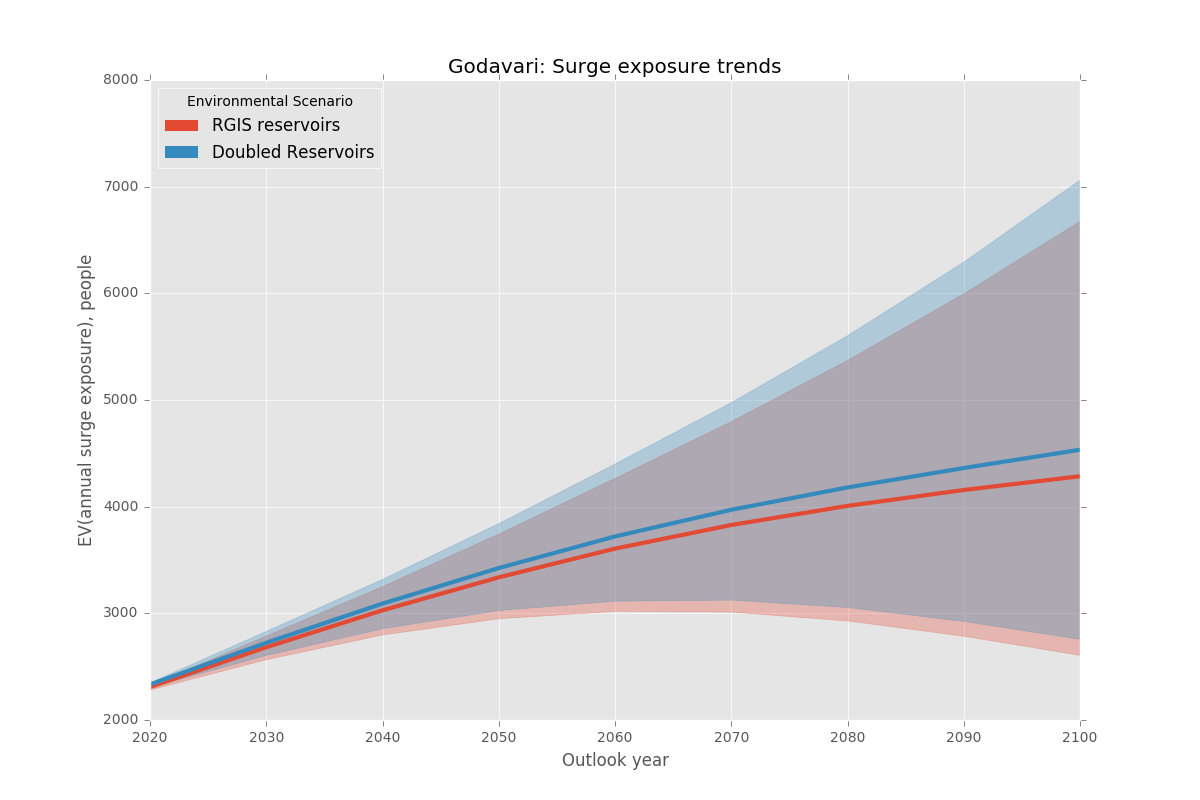 Godavari: Surge exposure trends
Environmental Scenario
RGIS reservoirs
Doubled Reservoirs
EV(annual surge exposure), people
8000
7000
6000
5000
4000
3000
2000
2020 2030 2040 2050 2060 2070 2080 2090 2100
Outlook year